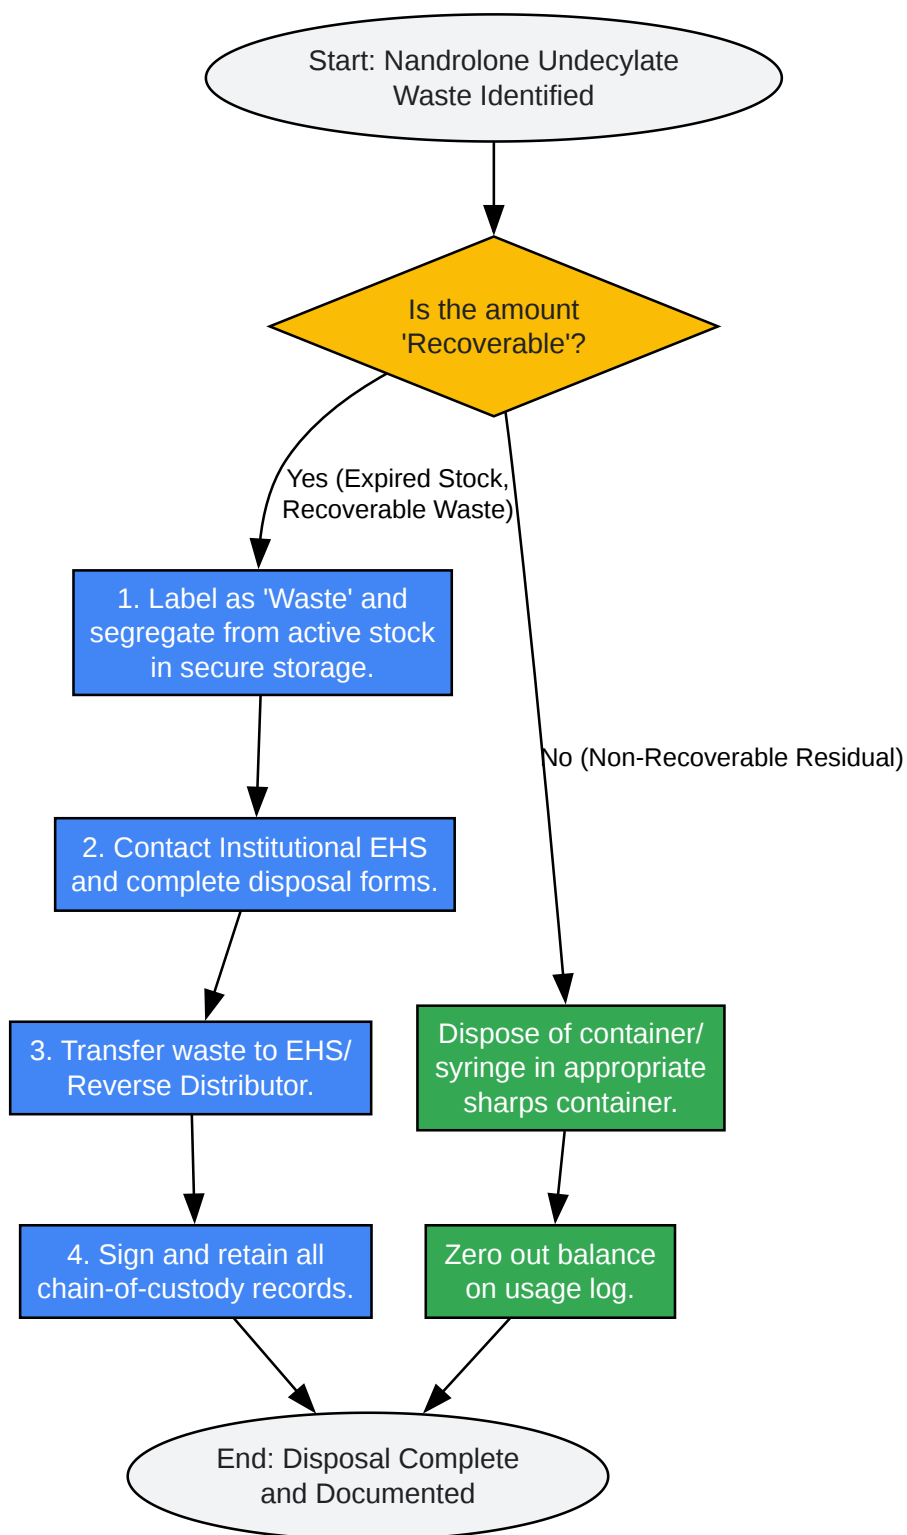 Start: Nandrolone Undecylate
Waste Identified
Is the amount
'Recoverable'?
Yes (Expired Stock,
Recoverable Waste)
1. Label as 'Waste' and
segregate from active stock
in secure storage.
No (Non-Recoverable Residual)
2. Contact Institutional EHS
and complete disposal forms.
3. Transfer waste to EHS/
Reverse Distributor.
Dispose of container/
syringe in appropriate
sharps container.
4. Sign and retain all
chain-of-custody records.
Zero out balance
on usage log.
End: Disposal Complete
and Documented